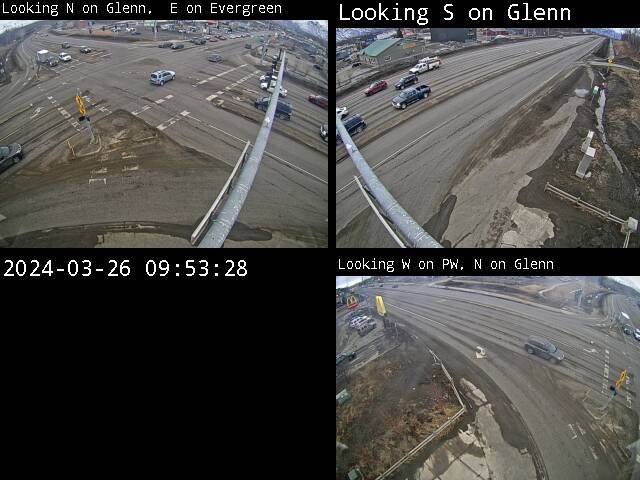 Looking N on Glenn,  E on Evergreen
Looking S on Glenn
2024-03-26 09:53:28
Looking W on PW, N on Glenn